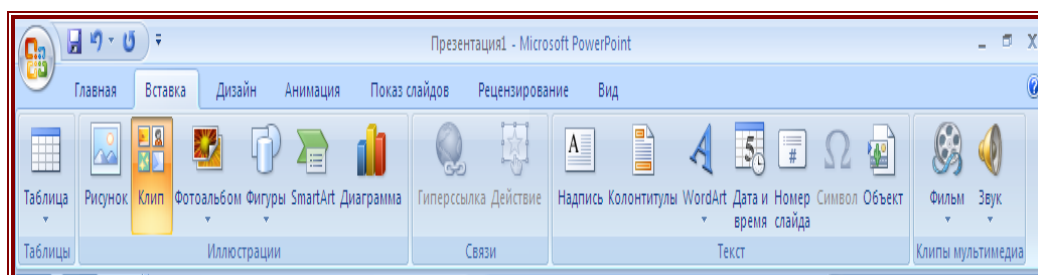 Презентация1 - Microsoft PowerPoint
Главная Вставка Дизайн Анимация Показ слайдов Рецензирование Вид
Таблица Рисунок Клип Фотоальбом Фигуры SmartArt Диаграмма Гиперссылка Действие Надпись Колонтитулы WordArt Дата и Номер Символ Объект Фильм Звук
время слайда
Таблицы Иллюстрации Связи Текст Клипы мультимедиа